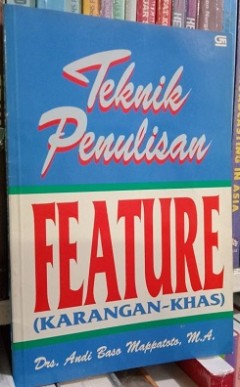 Teknik
Penulisan
FEATURE
(KARANGAN-KHAS)
Drs. Andi Baso Mappatoto, M.A.